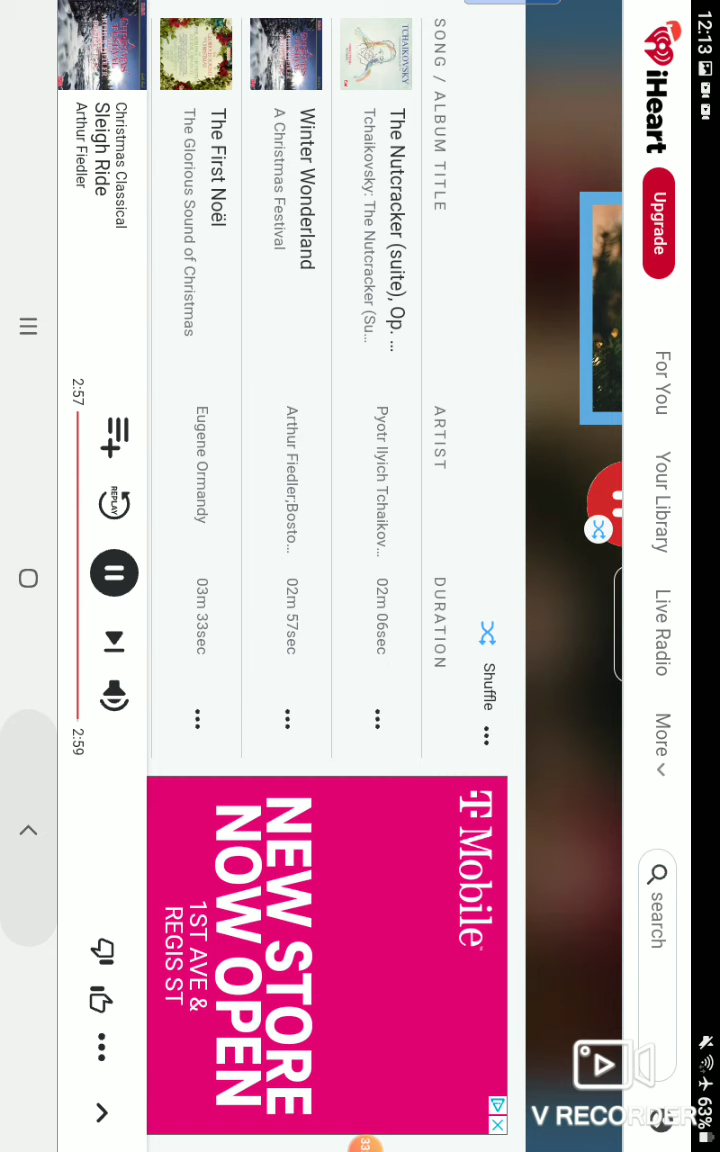 12:13
63%
iHeart
Upgrade
For You
Your Library
Live Radio
More
search
Shuffle
SONG / ALBUM TITLE
ARTIST
DURATION
TCHAIKOVSKY
The Nutcracker (suite), Op. ...
Tchaikovsky: The Nutcracker (Su...
Pyotr Ilyich Tchaikov...
02m 06sec
Winter Wonderland
A Christmas Festival
Arthur Fiedler;Bosto...
02m 57sec
The First Noël
The Glorious Sound of Christmas
Eugene Ormandy
03m 33sec
T Mobile
NEW STORE
NOW OPEN
1ST AVE &
REGIS ST
V RECORDER
33
Christmas Classical
Sleigh Ride
Arthur Fiedler
2:57
REPLAY
2:59